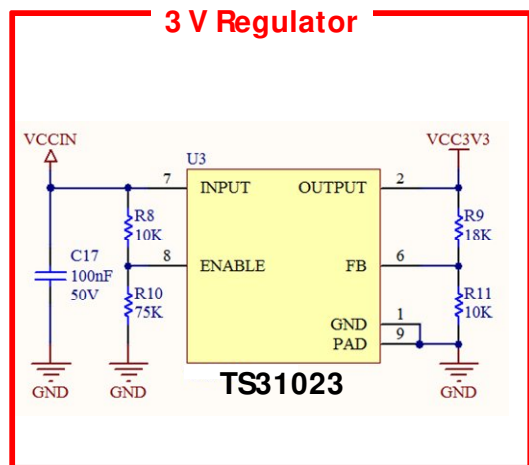 3 V Regulator
VCCIN
VCC3V3
U3
7
INPUT
OUTPUT
2
R8
10K
R9
18K
8
ENABLE
FB
6
C17
100nF
50V
R10
75K
R11
10K
GND
1
PAD
9
TS31023
GND
GND
GND